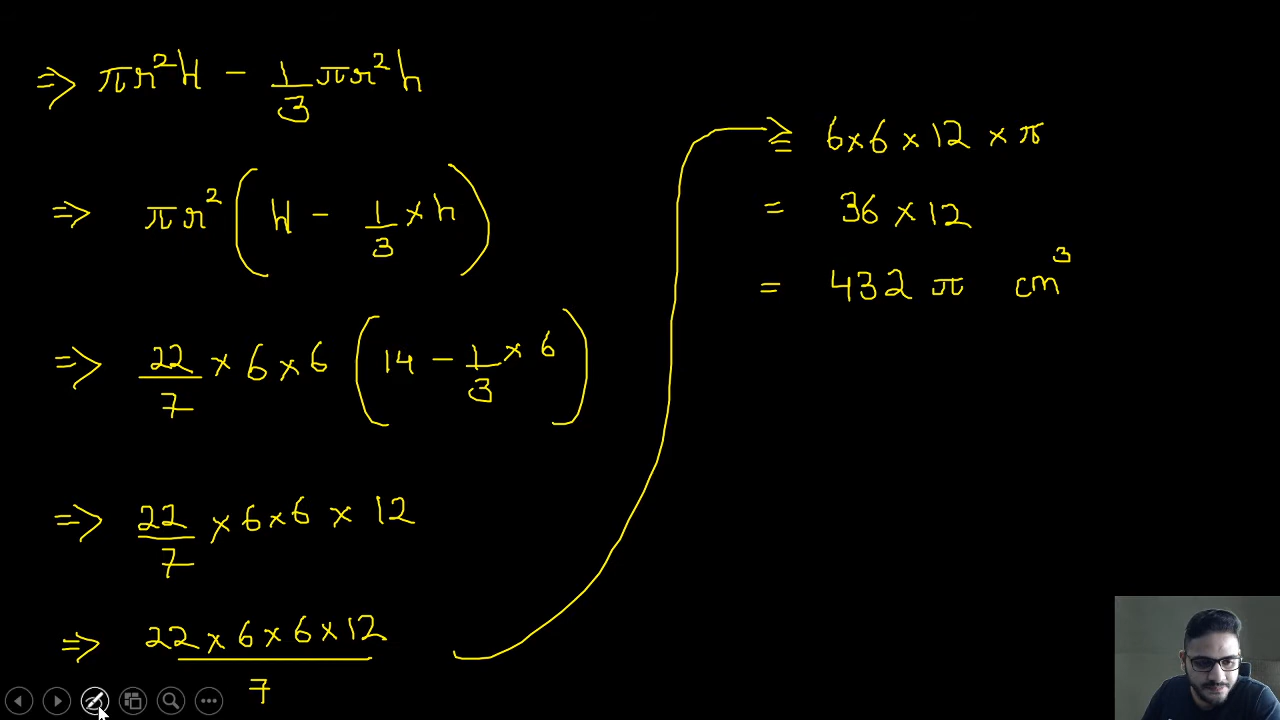 ⇒ πr²H − 1/3 πr²h
⇒ πr² ( H − 1/3 × h )
⇒ 22/7 × 6 × 6 ( 14 − 1/3 × 6 )
⇒ 22/7 × 6 × 6 × 12
⇒ 22 × 6 × 6 × 12 / 7
= 6 × 6 × 12 × π
= 36 × 12
= 432 π cm³